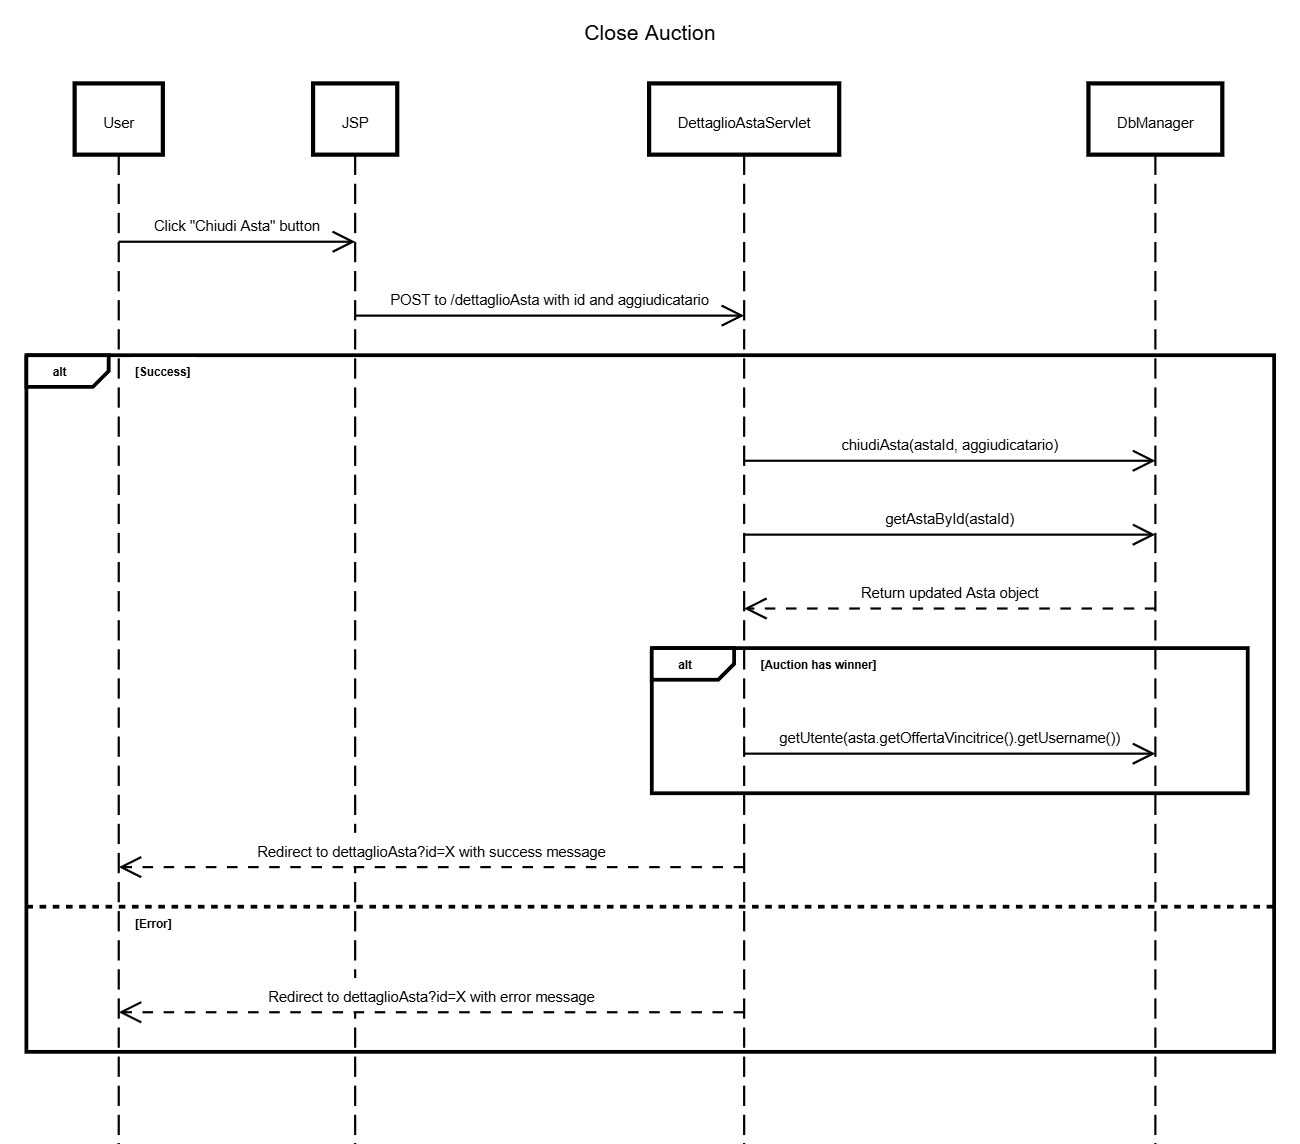 Close Auction
User
JSP
DettaglioAstaServlet
DbManager
Click "Chiudi Asta" button
POST to /dettaglioAsta with id and aggiudicatario
alt
[Success]
chiudiAsta(astaId, aggiudicatario)
getAstaById(astaId)
Return updated Asta object
alt
[Auction has winner]
getUtente(asta.getOffertaVincitrice().getUsername())
Redirect to dettaglioAsta?id=X with success message
[Error]
Redirect to dettaglioAsta?id=X with error message